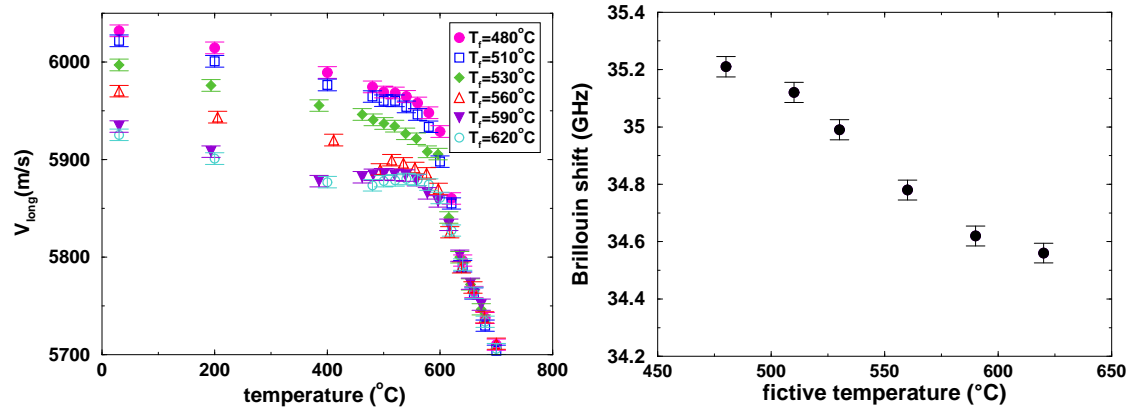 6000
5900
5800
5700
V_long(m/s)
0
200
400
600
800
temperature (°C)
T_f=480°C
T_f=510°C
T_f=530°C
T_f=560°C
T_f=590°C
T_f=620°C
35.4
35.2
35
34.8
34.6
34.4
34.2
Brillouin shift (GHz)
450
500
550
600
650
fictive temperature (°C)